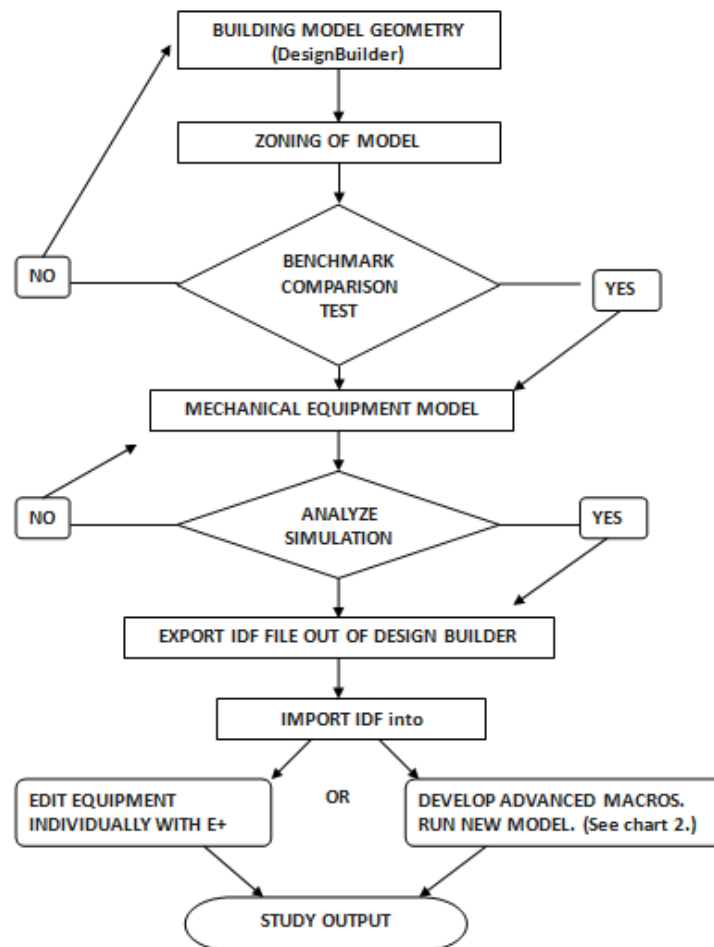 BUILDING MODEL GEOMETRY
(DesignBuilder)
ZONING OF MODEL
BENCHMARK
COMPARISON
TEST
NO
YES
MECHANICAL EQUIPMENT MODEL
ANALYZE
SIMULATION
NO
YES
EXPORT IDF FILE OUT OF DESIGN BUILDER
IMPORT IDF into
EDIT EQUIPMENT
INDIVIDUALLY WITH E+
OR
DEVELOP ADVANCED MACROS.
RUN NEW MODEL. (See chart 2.)
STUDY OUTPUT